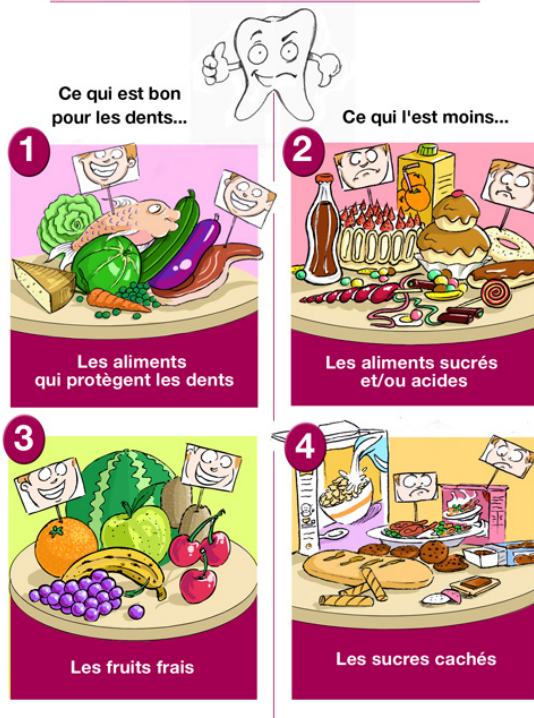 Ce qui est bon
pour les dents...
Ce qui l'est moins...
1
Les aliments
qui protègent les dents
2
Les aliments sucrés
et/ou acides
3
Les fruits frais
4
Les sucres cachés